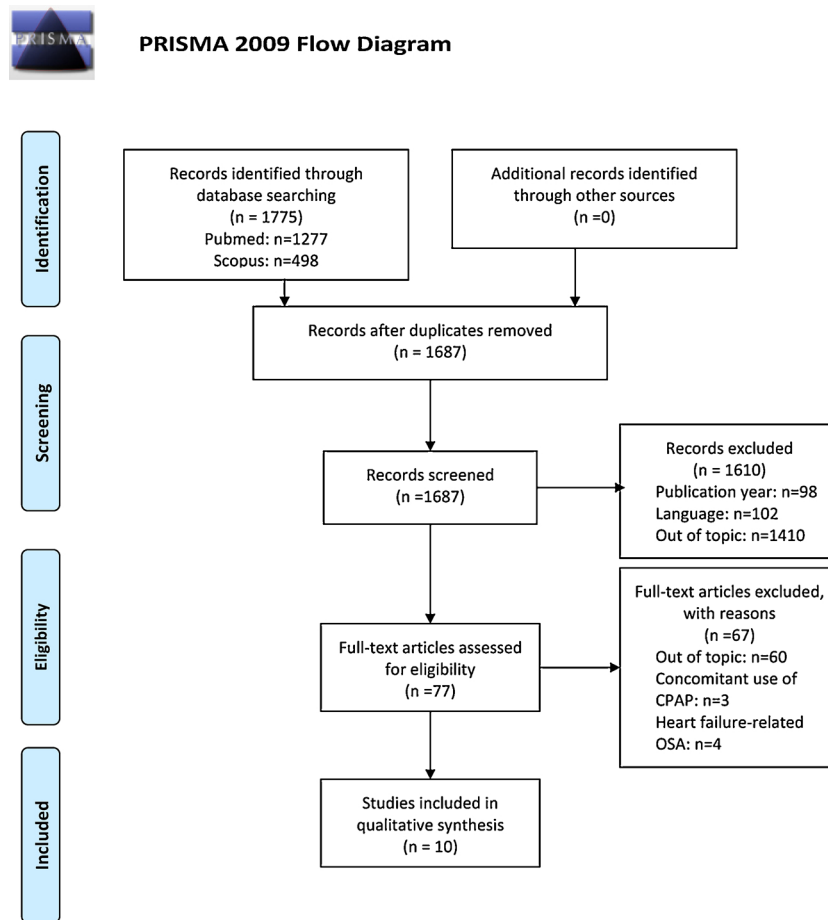 PRISMA
PRISMA 2009 Flow Diagram
Identification
Records identified through
database searching
(n = 1775)
Pubmed: n=1277
Scopus: n=498
Additional records identified
through other sources
(n =0)
Records after duplicates removed
(n = 1687)
Screening
Records screened
(n =1687)
Records excluded
(n = 1610)
Publication year: n=98
Language: n=102
Out of topic: n=1410
Eligibility
Full-text articles assessed
for eligibility
(n =77)
Full-text articles excluded,
with reasons
(n =67)
Out of topic: n=60
Concomitant use of
CPAP: n=3
Heart failure-related
OSA: n=4
Included
Studies included in
qualitative synthesis
(n = 10)